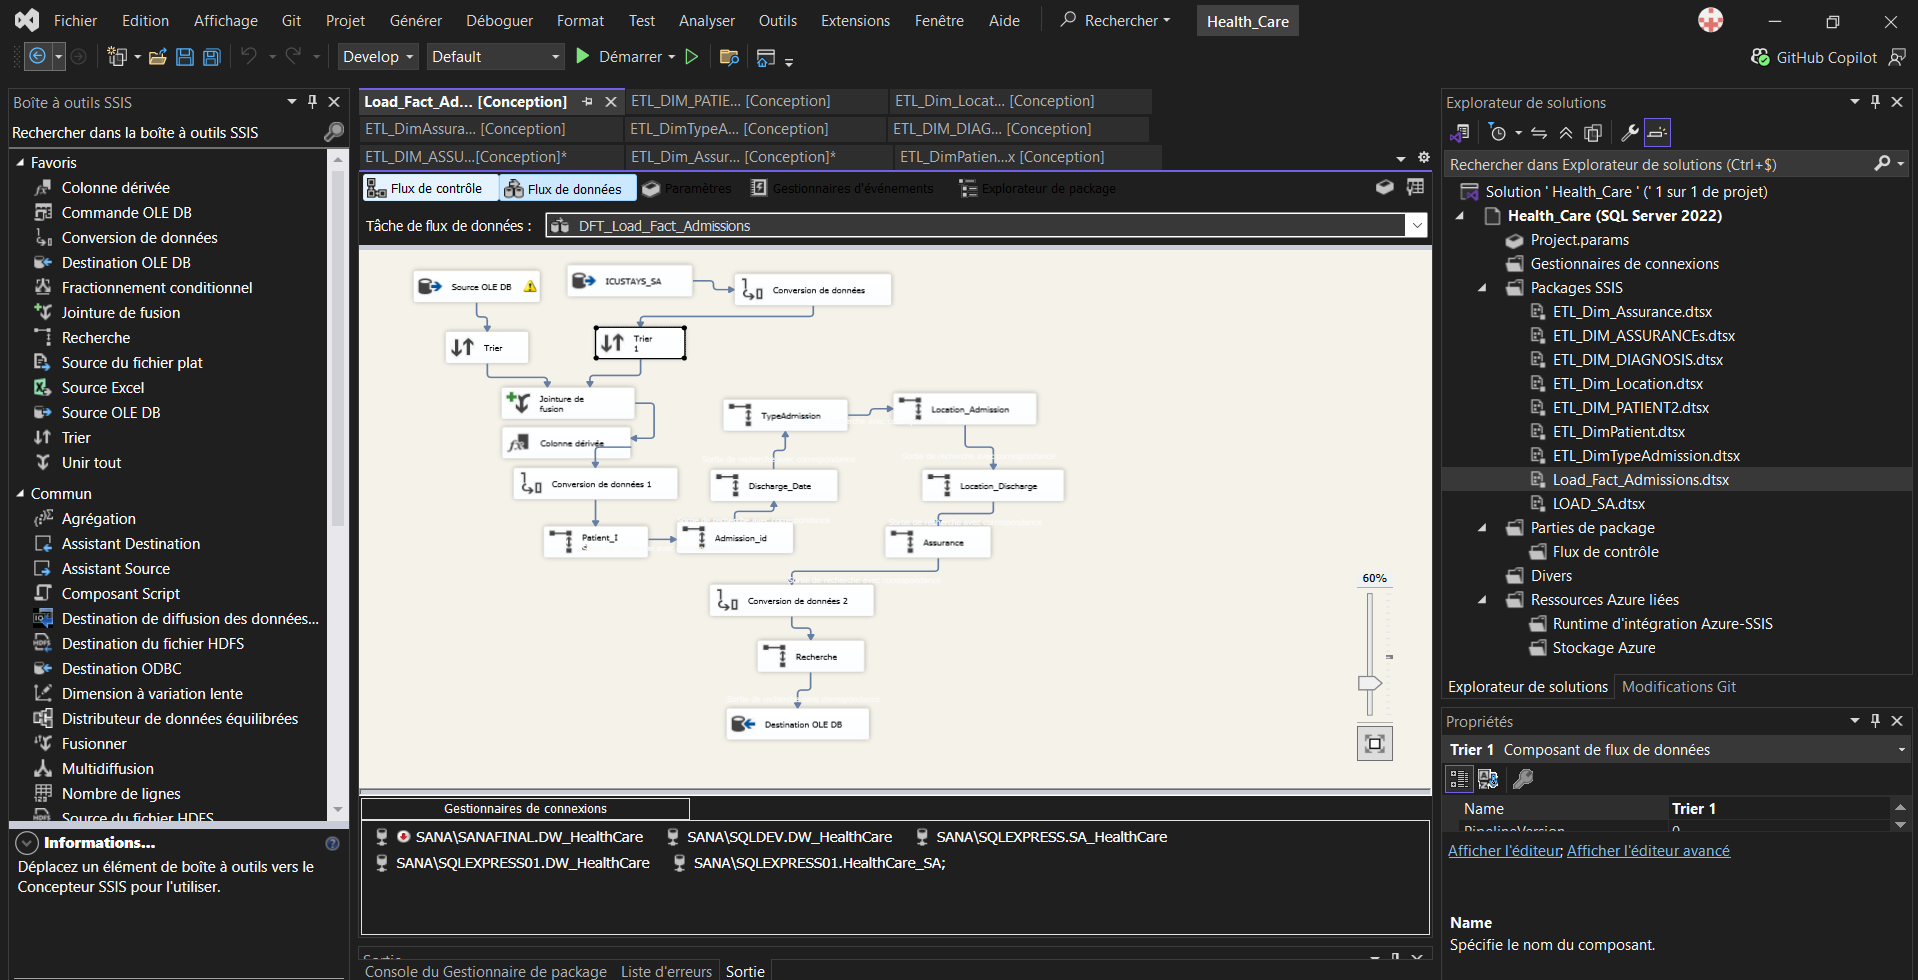 Fichier Edition Affichage Git Projet Générer Déboguer Format Test Analyser Outils Extensions Fenêtre Aide Rechercher Health_Care
Develop Default Démarrer GitHub Copilot
Boîte à outils SSIS
Rechercher dans la boîte à outils SSIS
Favoris
Colonne dérivée
Commande OLE DB
Conversion de données
Destination OLE DB
Fractionnement conditionnel
Jointure de fusion
Recherche
Source du fichier plat
Source Excel
Source OLE DB
Trier
Unir tout
Commun
Agrégation
Assistant Destination
Assistant Source
Composant Script
Destination de diffusion des données...
Destination du fichier HDFS
Destination ODBC
Dimension à variation lente
Distributeur de données équilibrées
Fusionner
Multidiffusion
Nombre de lignes
Source du fichier HDFS
Informations...
Déplacez un élément de boîte à outils vers le
Concepteur SSIS pour l'utiliser.
Load_Fact_Ad... [Conception] ETL_DIM_PATIE... [Conception] ETL_Dim_Locat... [Conception]
ETL_DimAssura... [Conception] ETL_DimTypeA... [Conception] ETL_DIM_DIAG... [Conception]
ETL_DIM_ASSU...[Conception]* ETL_Dim_Assur... [Conception]* ETL_DimPatien...x [Conception]
Flux de contrôle Flux de données Paramètres Gestionnaires d'événements Explorateur de package
Tâche de flux de données : DFT_Load_Fact_Admissions
Source OLE DB
ICUSTAYS_SA
Conversion de données
Trier
Trier
1
Jointure de
fusion
Colonne dérivée
Conversion de données 1
Patient_I
d
Admission_id
Discharge_Date
TypeAdmission
Location_Admission
Location_Discharge
Assurance
Conversion de données 2
Recherche
Destination OLE DB
60%
Gestionnaires de connexions
SANA\SANAFINAL.DW_HealthCare SANA\SQLDEV.DW_HealthCare SANA\SQLEXPRESS.SA_HealthCare
SANA\SQLEXPRESS01.DW_HealthCare SANA\SQLEXPRESS01.HealthCare_SA;
Sortie
Console du Gestionnaire de package Liste d'erreurs Sortie
Explorateur de solutions
Rechercher dans Explorateur de solutions (Ctrl+$)
Solution ' Health_Care ' (' 1 sur 1 de projet)
Health_Care (SQL Server 2022)
Project.params
Gestionnaires de connexions
Packages SSIS
ETL_Dim_Assurance.dtsx
ETL_DIM_ASSURANCEs.dtsx
ETL_DIM_DIAGNOSIS.dtsx
ETL_Dim_Location.dtsx
ETL_DIM_PATIENT2.dtsx
ETL_DimPatient.dtsx
ETL_DimTypeAdmission.dtsx
Load_Fact_Admissions.dtsx
LOAD_SA.dtsx
Parties de package
Flux de contrôle
Divers
Ressources Azure liées
Runtime d'intégration Azure-SSIS
Stockage Azure
Explorateur de solutions Modifications Git
Propriétés
Trier 1 Composant de flux de données
Name Trier 1
PipelineVersion 0
Afficher l'éditeur; Afficher l'éditeur avancé
Name
Spécifie le nom du composant.